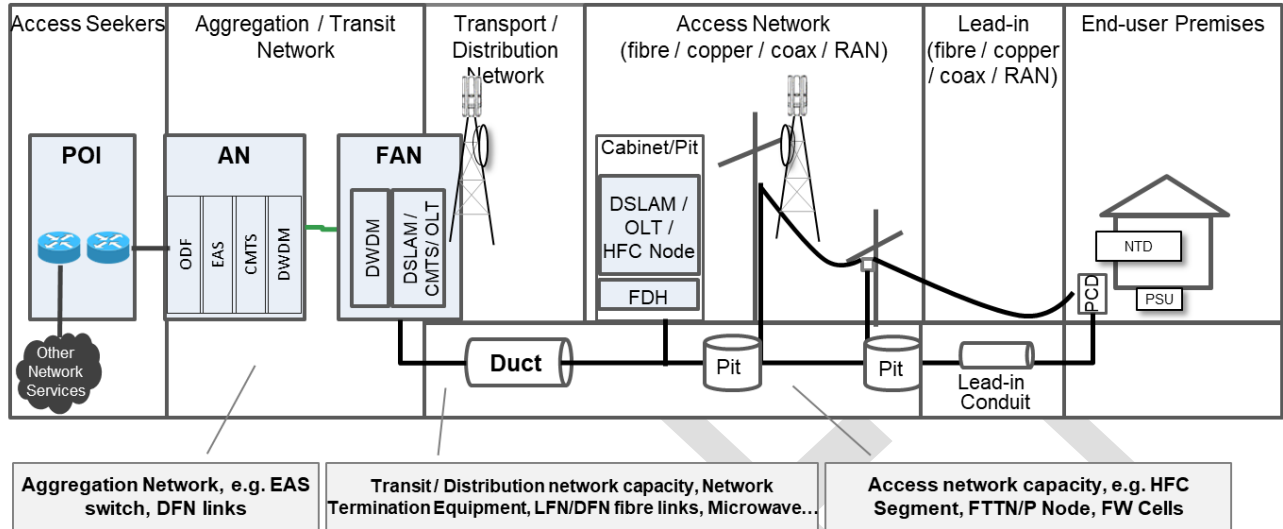 Access Seekers
Aggregation / Transit
Network
Transport /
Distribution
Network
Access Network
(fibre / copper / coax / RAN)
Lead-in
(fibre / copper
/ coax / RAN)
End-user Premises
POI
AN
FAN
ODF
EAS
CMTS
DWDM
DWDM
DSLAM /
CMTS/ OLT
Cabinet/Pit
DSLAM /
OLT /
HFC Node
FDH
NTD
PSU
PCD
Other
Network
Services
Duct
Pit
Pit
Lead-in
Conduit
Aggregation Network, e.g. EAS
switch, DFN links
Transit / Distribution network capacity, Network
Termination Equipment, LFN/DFN fibre links, Microwave…
Access network capacity, e.g. HFC
Segment, FTTN/P Node, FW Cells